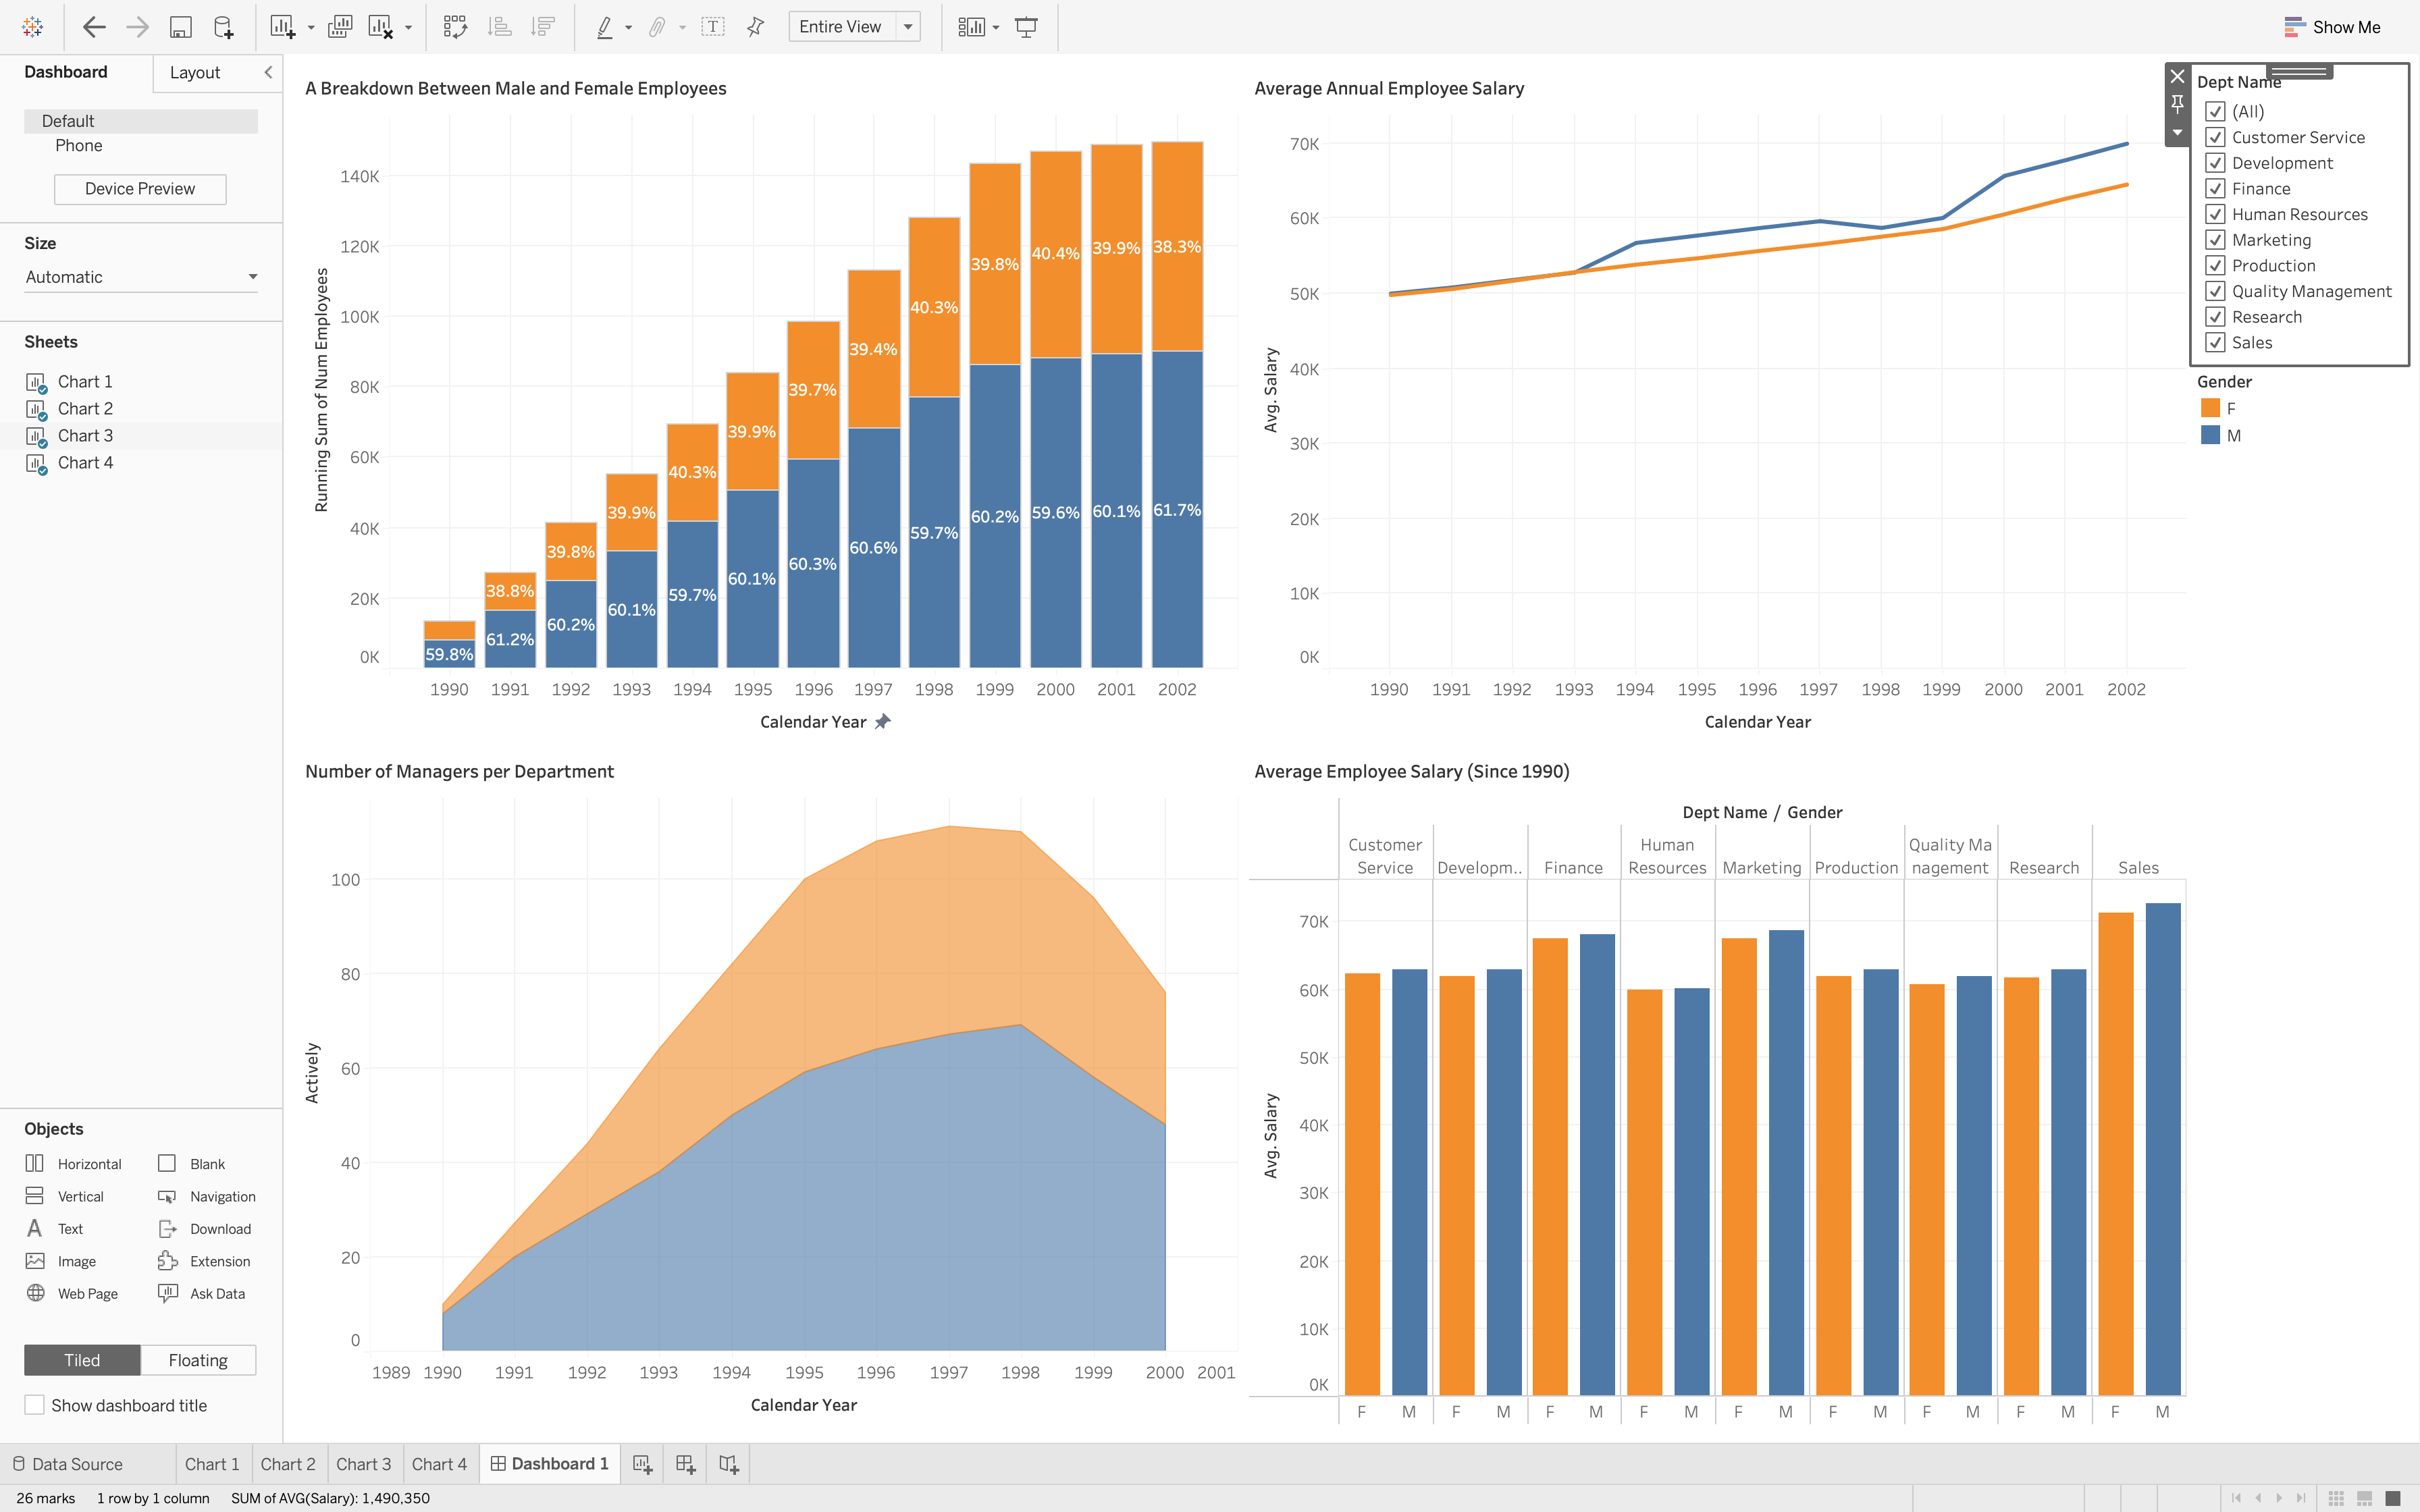 Entire View
Show Me
Dashboard
Layout
Default
Phone
Device Preview
Size
Automatic
Sheets
Chart 1
Chart 2
Chart 3
Chart 4
Objects
Horizontal
Blank
Vertical
Navigation
Text
Download
Image
Extension
Web Page
Ask Data
Tiled
Floating
Show dashboard title
A Breakdown Between Male and Female Employees
Running Sum of Num Employees
140K
120K
100K
80K
60K
40K
20K
0K
59.8%
38.8%
61.2%
39.8%
60.2%
39.9%
60.1%
40.3%
59.7%
39.9%
60.1%
39.7%
60.3%
39.4%
60.6%
40.3%
59.7%
39.8%
60.2%
40.4%
59.6%
39.9%
60.1%
38.3%
61.7%
1990 1991 1992 1993 1994 1995 1996 1997 1998 1999 2000 2001 2002
Calendar Year
Average Annual Employee Salary
Avg. Salary
70K
60K
50K
40K
30K
20K
10K
0K
1990 1991 1992 1993 1994 1995 1996 1997 1998 1999 2000 2001 2002
Calendar Year
Dept Name
(All)
Customer Service
Development
Finance
Human Resources
Marketing
Production
Quality Management
Research
Sales
Gender
F
M
Number of Managers per Department
Actively
100
80
60
40
20
0
1989 1990 1991 1992 1993 1994 1995 1996 1997 1998 1999 2000 2001
Calendar Year
Average Employee Salary (Since 1990)
Dept Name / Gender
Customer
Service
Developm..
Finance
Human
Resources
Marketing
Production
Quality Ma
nagement
Research
Sales
Avg. Salary
70K
60K
50K
40K
30K
20K
10K
0K
F M F M F M F M F M F M F M F M F M
Data Source
Chart 1
Chart 2
Chart 3
Chart 4
Dashboard 1
26 marks
1 row by 1 column
SUM of AVG(Salary): 1,490,350